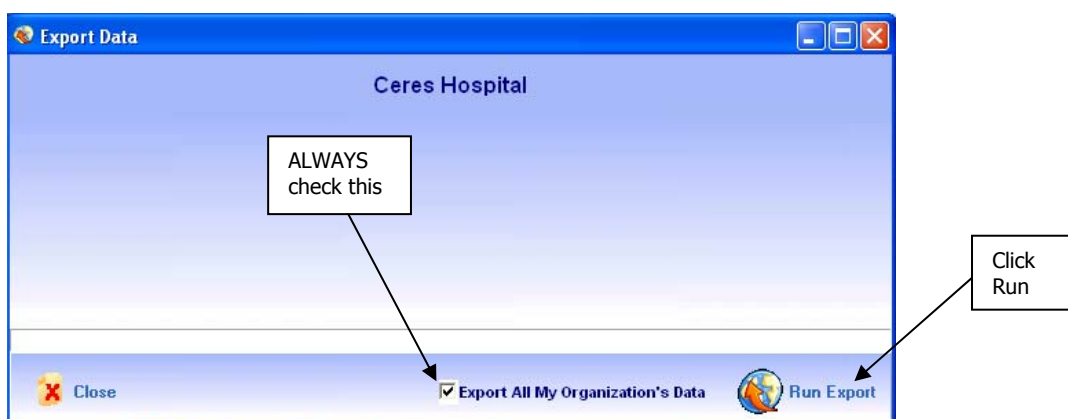 Export Data
Ceres Hospital
ALWAYS
check this
Click
Run
Close
Export All My Organization's Data
Run Export